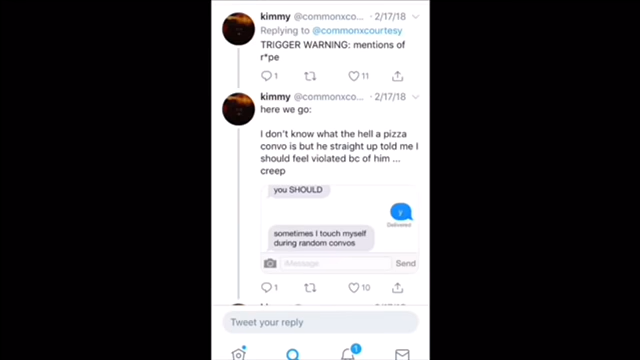 kimmy @commonxco... · 2/17/18
Replying to @commonxcourtesy
TRIGGER WARNING: mentions of
r*pe
1 11
kimmy @commonxco... · 2/17/18
here we go:
I don't know what the hell a pizza
convo is but he straight up told me I
should feel violated bc of him ...
creep
you SHOULD
y
Delivered
sometimes I touch myself
during random convos
iMessage Send
1 10
Tweet your reply
1